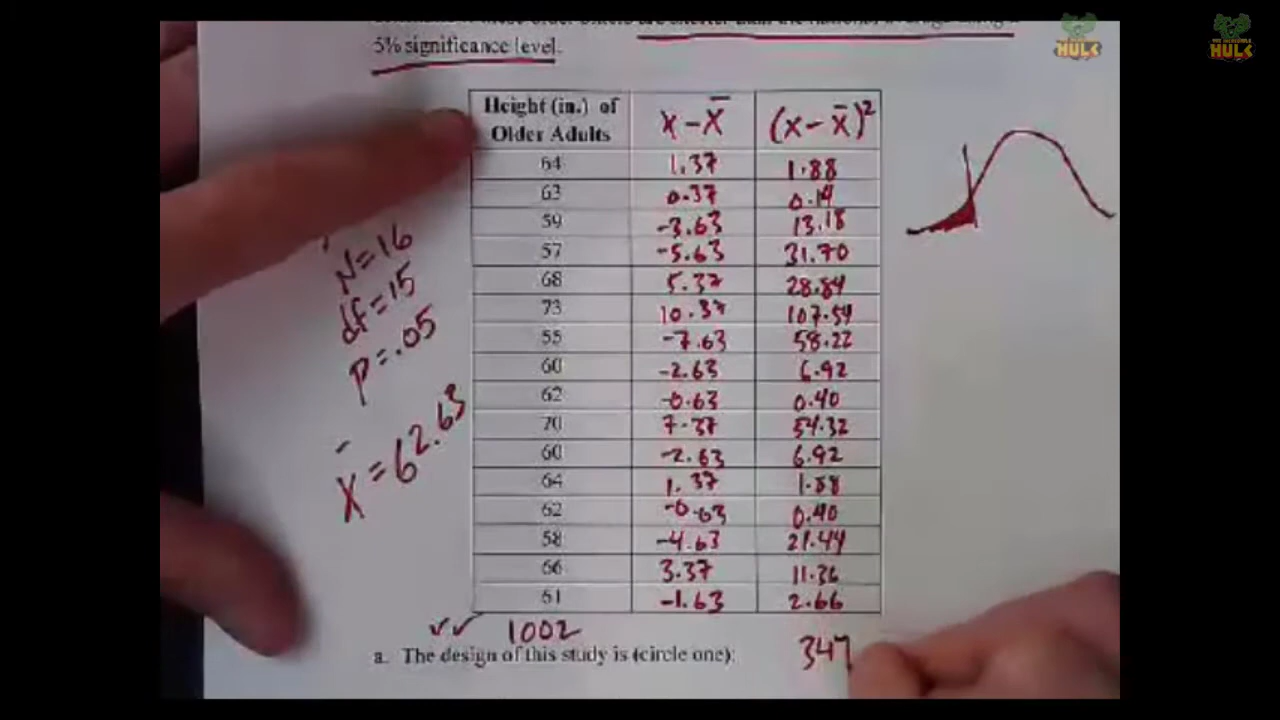 5% significance level.
HULK
HULK
Height (in.) of x - x̄ (x - x̄)²
Older Adults
64 1.37 1.88
63 0.37 0.14
59 -3.63 13.18
57 -5.63 31.70
68 5.37 28.84
73 10.37 107.54
55 -7.63 58.22
60 -2.63 6.92
62 -0.63 0.40
70 7.37 54.32
60 -2.63 6.92
64 1.37 1.88
62 -0.63 0.40
58 -4.63 21.44
66 3.37 11.36
61 -1.63 2.66
N=16
df=15
p=.05
x̄=62.63
1002
a. The design of this study is (circle one):
347